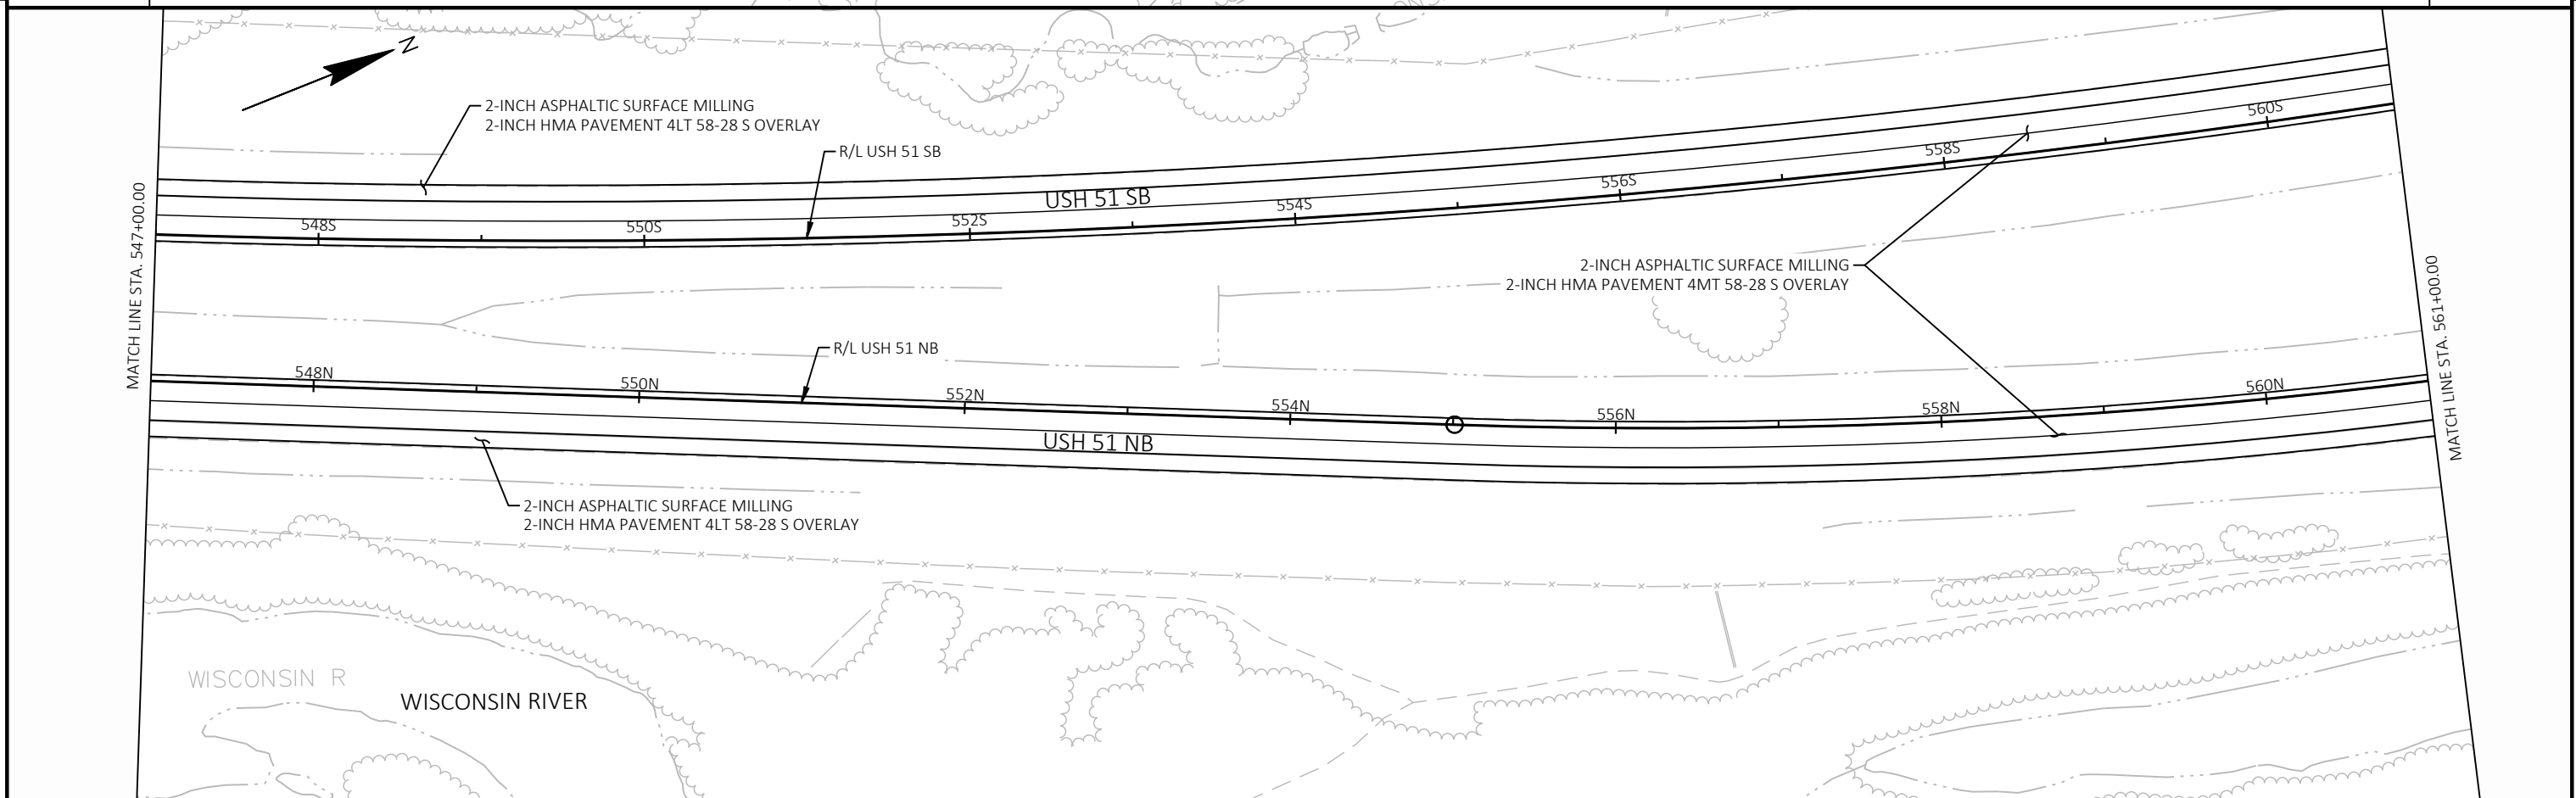 N
2-INCH ASPHALTIC SURFACE MILLING
2-INCH HMA PAVEMENT 4LT 58-28 S OVERLAY
R/L USH 51 SB
USH 51 SB
548S
550S
552S
554S
556S
558S
560S
MATCH LINE STA. 547+00.00
2-INCH ASPHALTIC SURFACE MILLING
2-INCH HMA PAVEMENT 4MT 58-28 S OVERLAY
MATCH LINE STA. 561+00.00
R/L USH 51 NB
548N
550N
552N
554N
556N
558N
560N
USH 51 NB
2-INCH ASPHALTIC SURFACE MILLING
2-INCH HMA PAVEMENT 4LT 58-28 S OVERLAY
WISCONSIN R
WISCONSIN RIVER